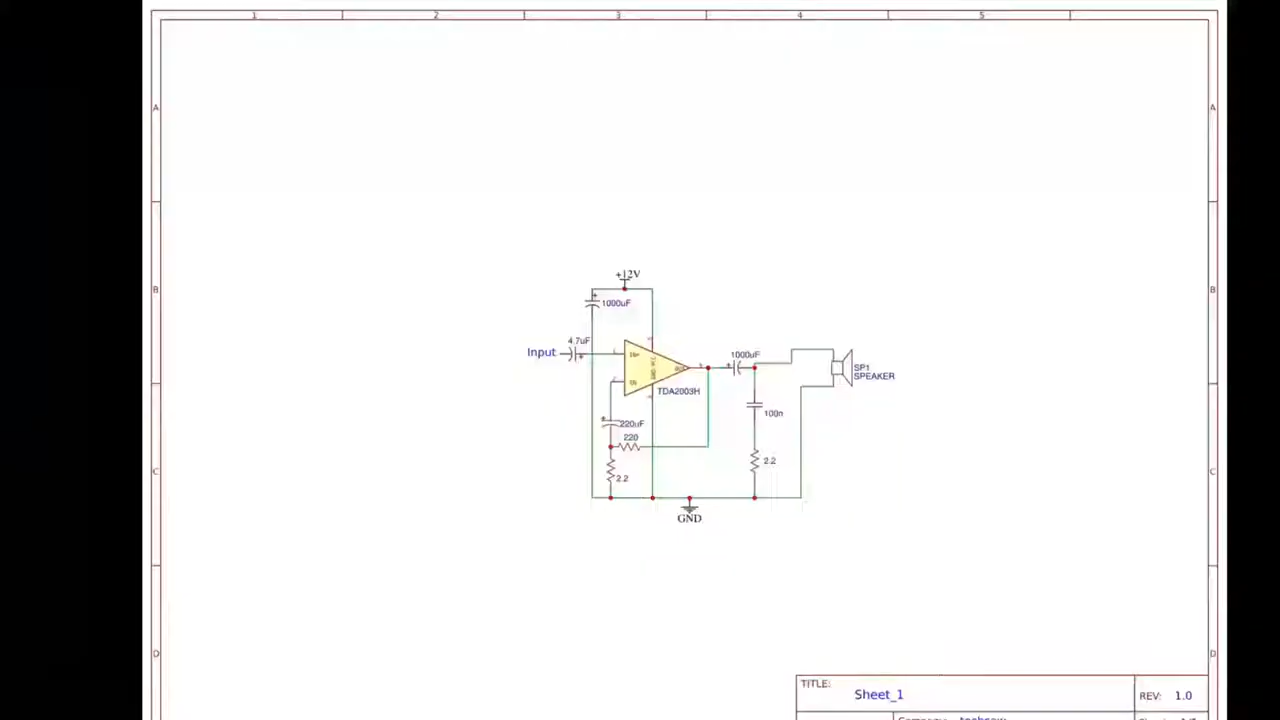 1 2 3 4 5
A A
B B
+12V
1000uF
4.7uF
Input
1000uF
SP1
SPEAKER
TDA2003H
100n
220uF
220
2.2
2.2
C C
GND
D D
TITLE:
Sheet_1
REV: 1.0